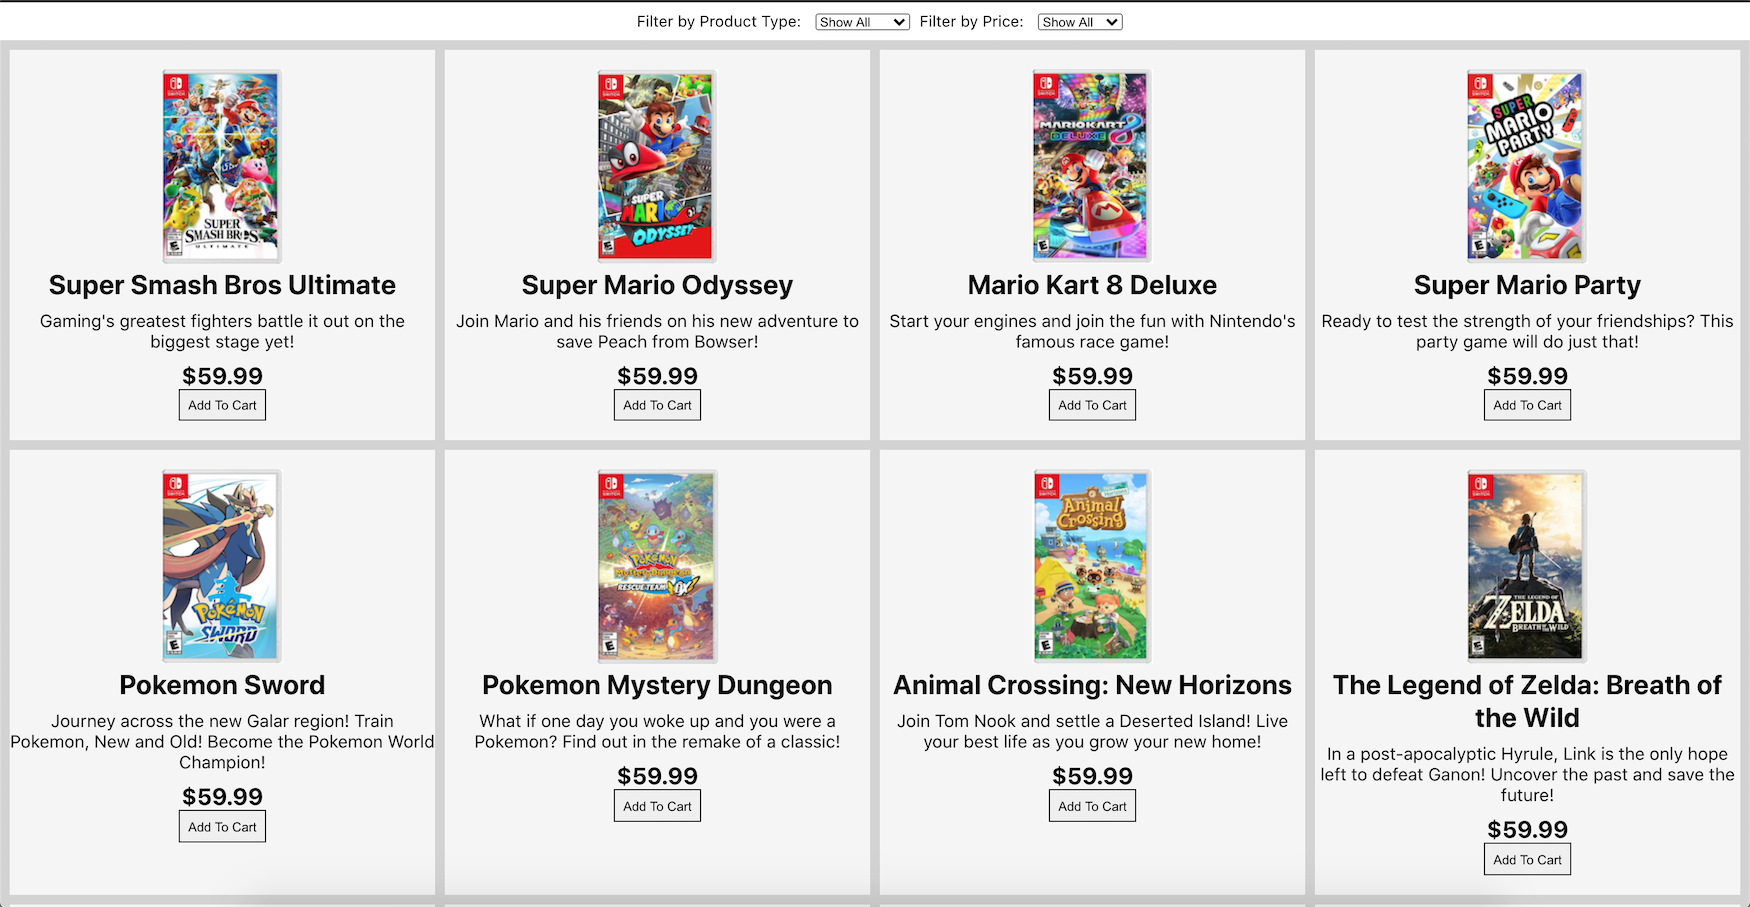 Filter by Product Type: Show All Filter by Price: Show All
SUPER
SMASH BROS.
ULTIMATE
SUPER
MARIO
ODYSSEY
MARIOKART 8
DELUXE
SUPER
MARIO
PARTY
Super Smash Bros Ultimate
Super Mario Odyssey
Mario Kart 8 Deluxe
Super Mario Party
Gaming's greatest fighters battle it out on the
biggest stage yet!
Join Mario and his friends on his new adventure to
save Peach from Bowser!
Start your engines and join the fun with Nintendo's
famous race game!
Ready to test the strength of your friendships? This
party game will do just that!
$59.99
$59.99
$59.99
$59.99
Add To Cart
Add To Cart
Add To Cart
Add To Cart
POKéMON
SWORD
POKéMON
Mystery Dungeon
RESCUE TEAM DX
Animal
Crossing
THE LEGEND OF
ZELDA
BREATH OF THE WILD
Pokemon Sword
Pokemon Mystery Dungeon
Animal Crossing: New Horizons
The Legend of Zelda: Breath of
the Wild
Journey across the new Galar region! Train
Pokemon, New and Old! Become the Pokemon World
Champion!
What if one day you woke up and you were a
Pokemon? Find out in the remake of a classic!
Join Tom Nook and settle a Deserted Island! Live
your best life as you grow your new home!
In a post-apocalyptic Hyrule, Link is the only hope
left to defeat Ganon! Uncover the past and save the
future!
$59.99
$59.99
$59.99
$59.99
Add To Cart
Add To Cart
Add To Cart
Add To Cart